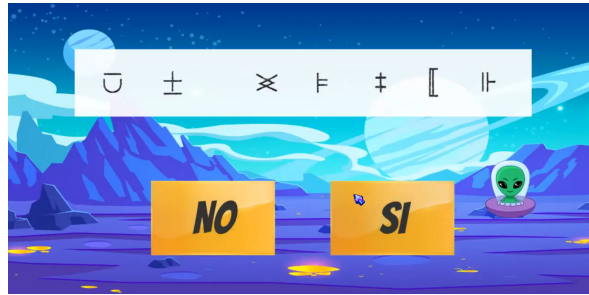 ⩂ ± ⊧ ‡ ⟦ ⊩
NO SI